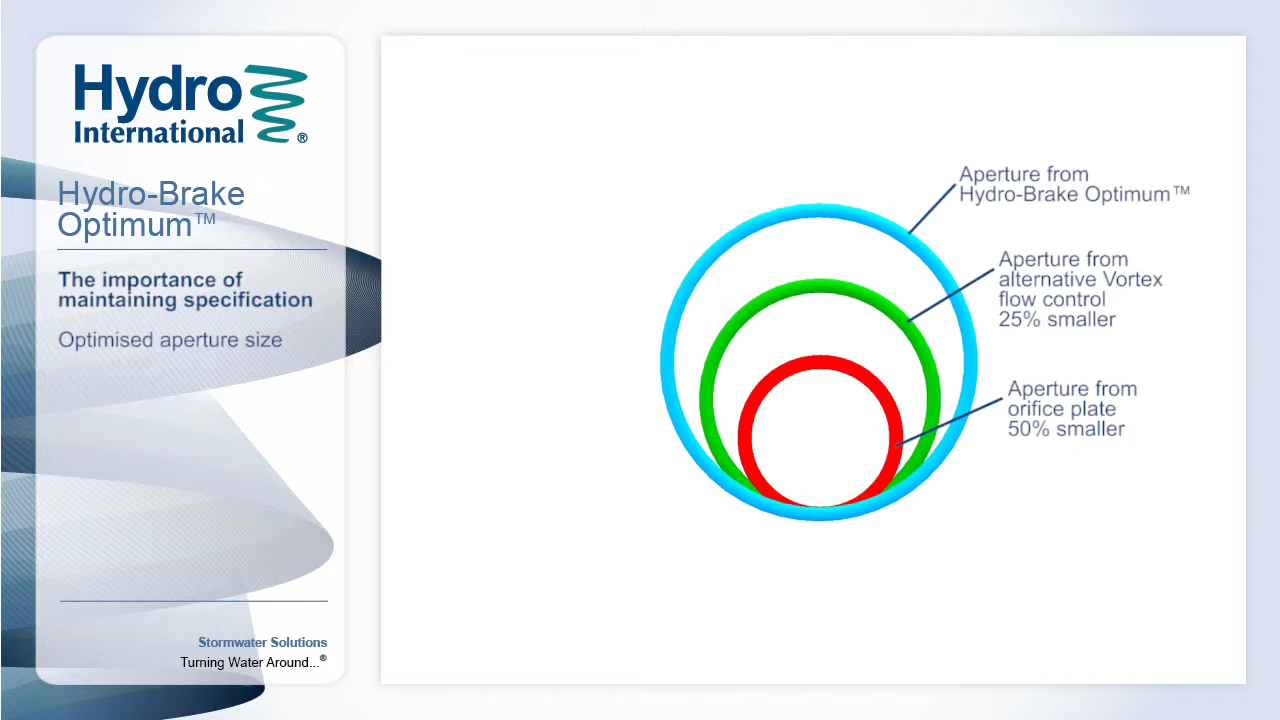 Hydro
International ®
Hydro-Brake
Optimum™
The importance of
maintaining specification
Optimised aperture size
Stormwater Solutions
Turning Water Around...®
Aperture from
Hydro-Brake Optimum™
Aperture from
alternative Vortex
flow control
25% smaller
Aperture from
orifice plate
50% smaller